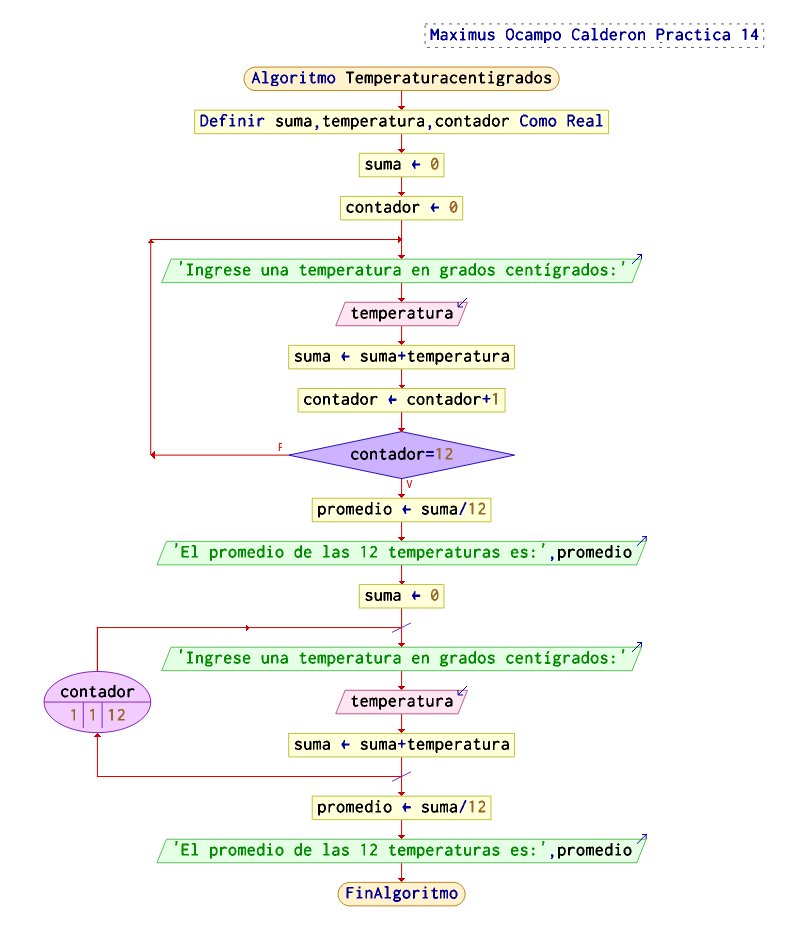 Maximus Ocampo Calderon Practica 14
Algoritmo Temperaturacentigrados
Definir suma,temperatura,contador Como Real
suma ← 0
contador ← 0
'Ingrese una temperatura en grados centígrados:'
temperatura
suma ← suma+temperatura
contador ← contador+1
F
contador=12
V
promedio ← suma/12
'El promedio de las 12 temperaturas es:',promedio
suma ← 0
'Ingrese una temperatura en grados centígrados:'
contador
1 1 12
temperatura
suma ← suma+temperatura
promedio ← suma/12
'El promedio de las 12 temperaturas es:',promedio
FinAlgoritmo